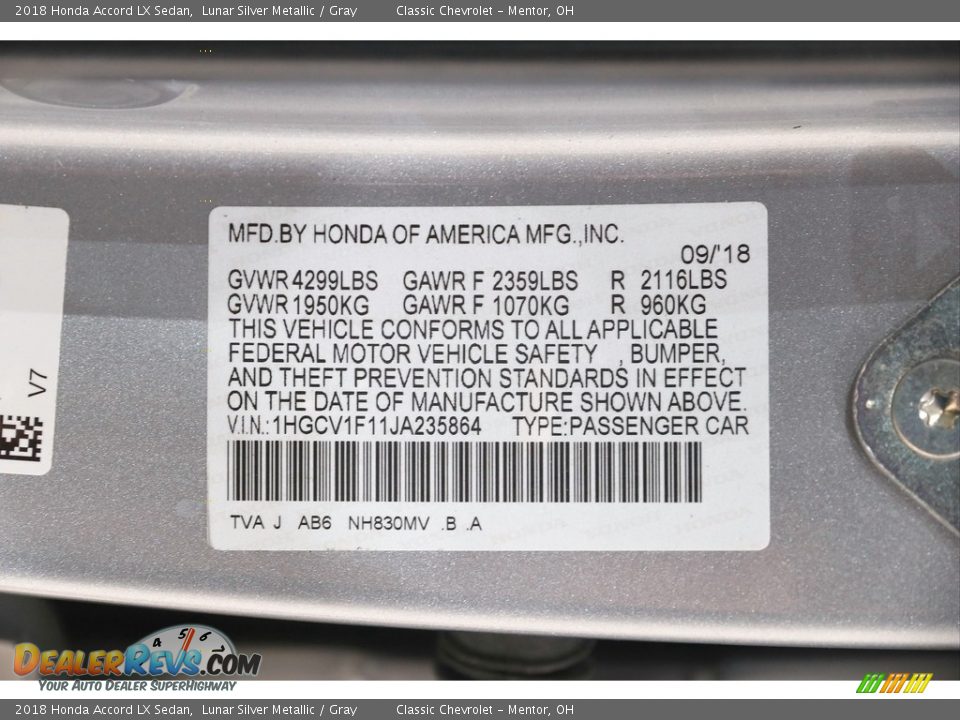 2018 Honda Accord LX Sedan, Lunar Silver Metallic / Gray Classic Chevrolet – Mentor, OH
MFD.BY HONDA OF AMERICA MFG.,INC.
09/'18
GVWR 4299LBS GAWR F 2359LBS R 2116LBS
GVWR 1950KG GAWR F 1070KG R 960KG
THIS VEHICLE CONFORMS TO ALL APPLICABLE
FEDERAL MOTOR VEHICLE SAFETY , BUMPER,
AND THEFT PREVENTION STANDARDS IN EFFECT
ON THE DATE OF MANUFACTURE SHOWN ABOVE.
V.I.N.:1HGCV1F11JA235864 TYPE:PASSENGER CAR
TVA J AB6 NH830MV .B .A
V7
4 5 6
DEALERREVS.COM
YOUR AUTO DEALER SUPERHIGHWAY
2018 Honda Accord LX Sedan, Lunar Silver Metallic / Gray Classic Chevrolet – Mentor, OH